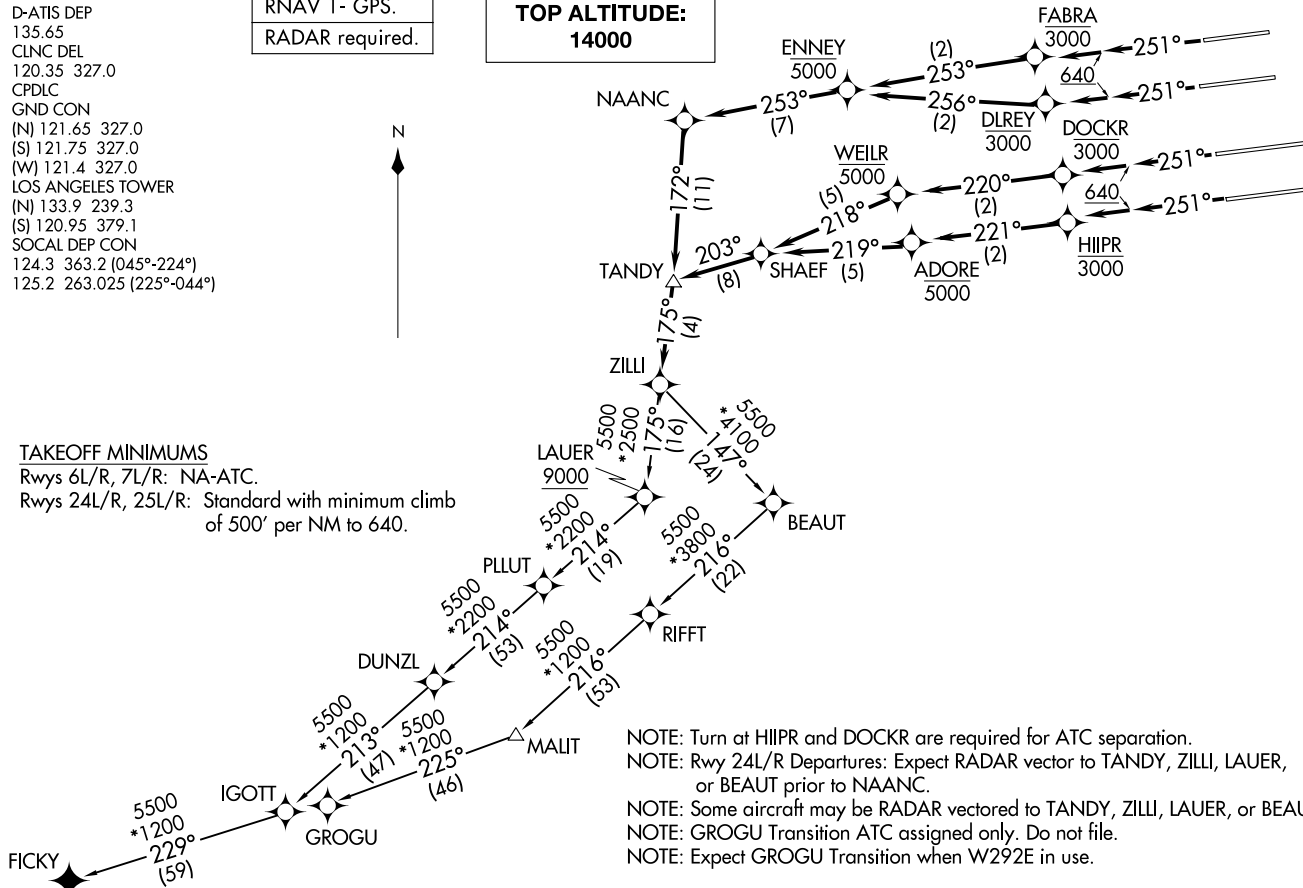 D-ATIS DEP
135.65
CLNC DEL
120.35 327.0
CPDLC
GND CON
(N) 121.65 327.0
(S) 121.75 327.0
(W) 121.4 327.0
LOS ANGELES TOWER
(N) 133.9 239.3
(S) 120.95 379.1
SOCAL DEP CON
124.3 363.2 (045°-224°)
125.2 263.025 (225°-044°)
RNAV 1- GPS.
RADAR required.
TOP ALTITUDE:
14000
N
FABRA
3000
251°
640
251°
(2)
253°
ENNEY
5000
256°
(2)
DLREY
3000
NAANC
253°
(7)
DOCKR
3000
251°
640
251°
WEILR
5000
220°
(2)
HIIPR
3000
221°
(2)
ADORE
5000
(5)
218°
219°
(5)
SHAEF
172°
(11)
203°
(8)
TANDY
175°
(4)
ZILLI
5500
*2500
175°
(16)
5500
*4100
147°
(24)
LAUER
9000
BEAUT
5500
*2200
214°
(19)
5500
*3800
216°
(22)
PLLUT
RIFFT
5500
*2200
214°
(53)
5500
*1200
216°
(53)
DUNZL
MALIT
5500
*1200
213°
(47)
5500
*1200
225°
(46)
IGOTT
GROGU
5500
*1200
229°
(59)
FICKY
TAKEOFF MINIMUMS
Rwys 6L/R, 7L/R: NA-ATC.
Rwys 24L/R, 25L/R: Standard with minimum climb
of 500' per NM to 640.
NOTE: Turn at HIIPR and DOCKR are required for ATC separation.
NOTE: Rwy 24L/R Departures: Expect RADAR vector to TANDY, ZILLI, LAUER,
or BEAUT prior to NAANC.
NOTE: Some aircraft may be RADAR vectored to TANDY, ZILLI, LAUER, or BEAU
NOTE: GROGU Transition ATC assigned only. Do not file.
NOTE: Expect GROGU Transition when W292E in use.